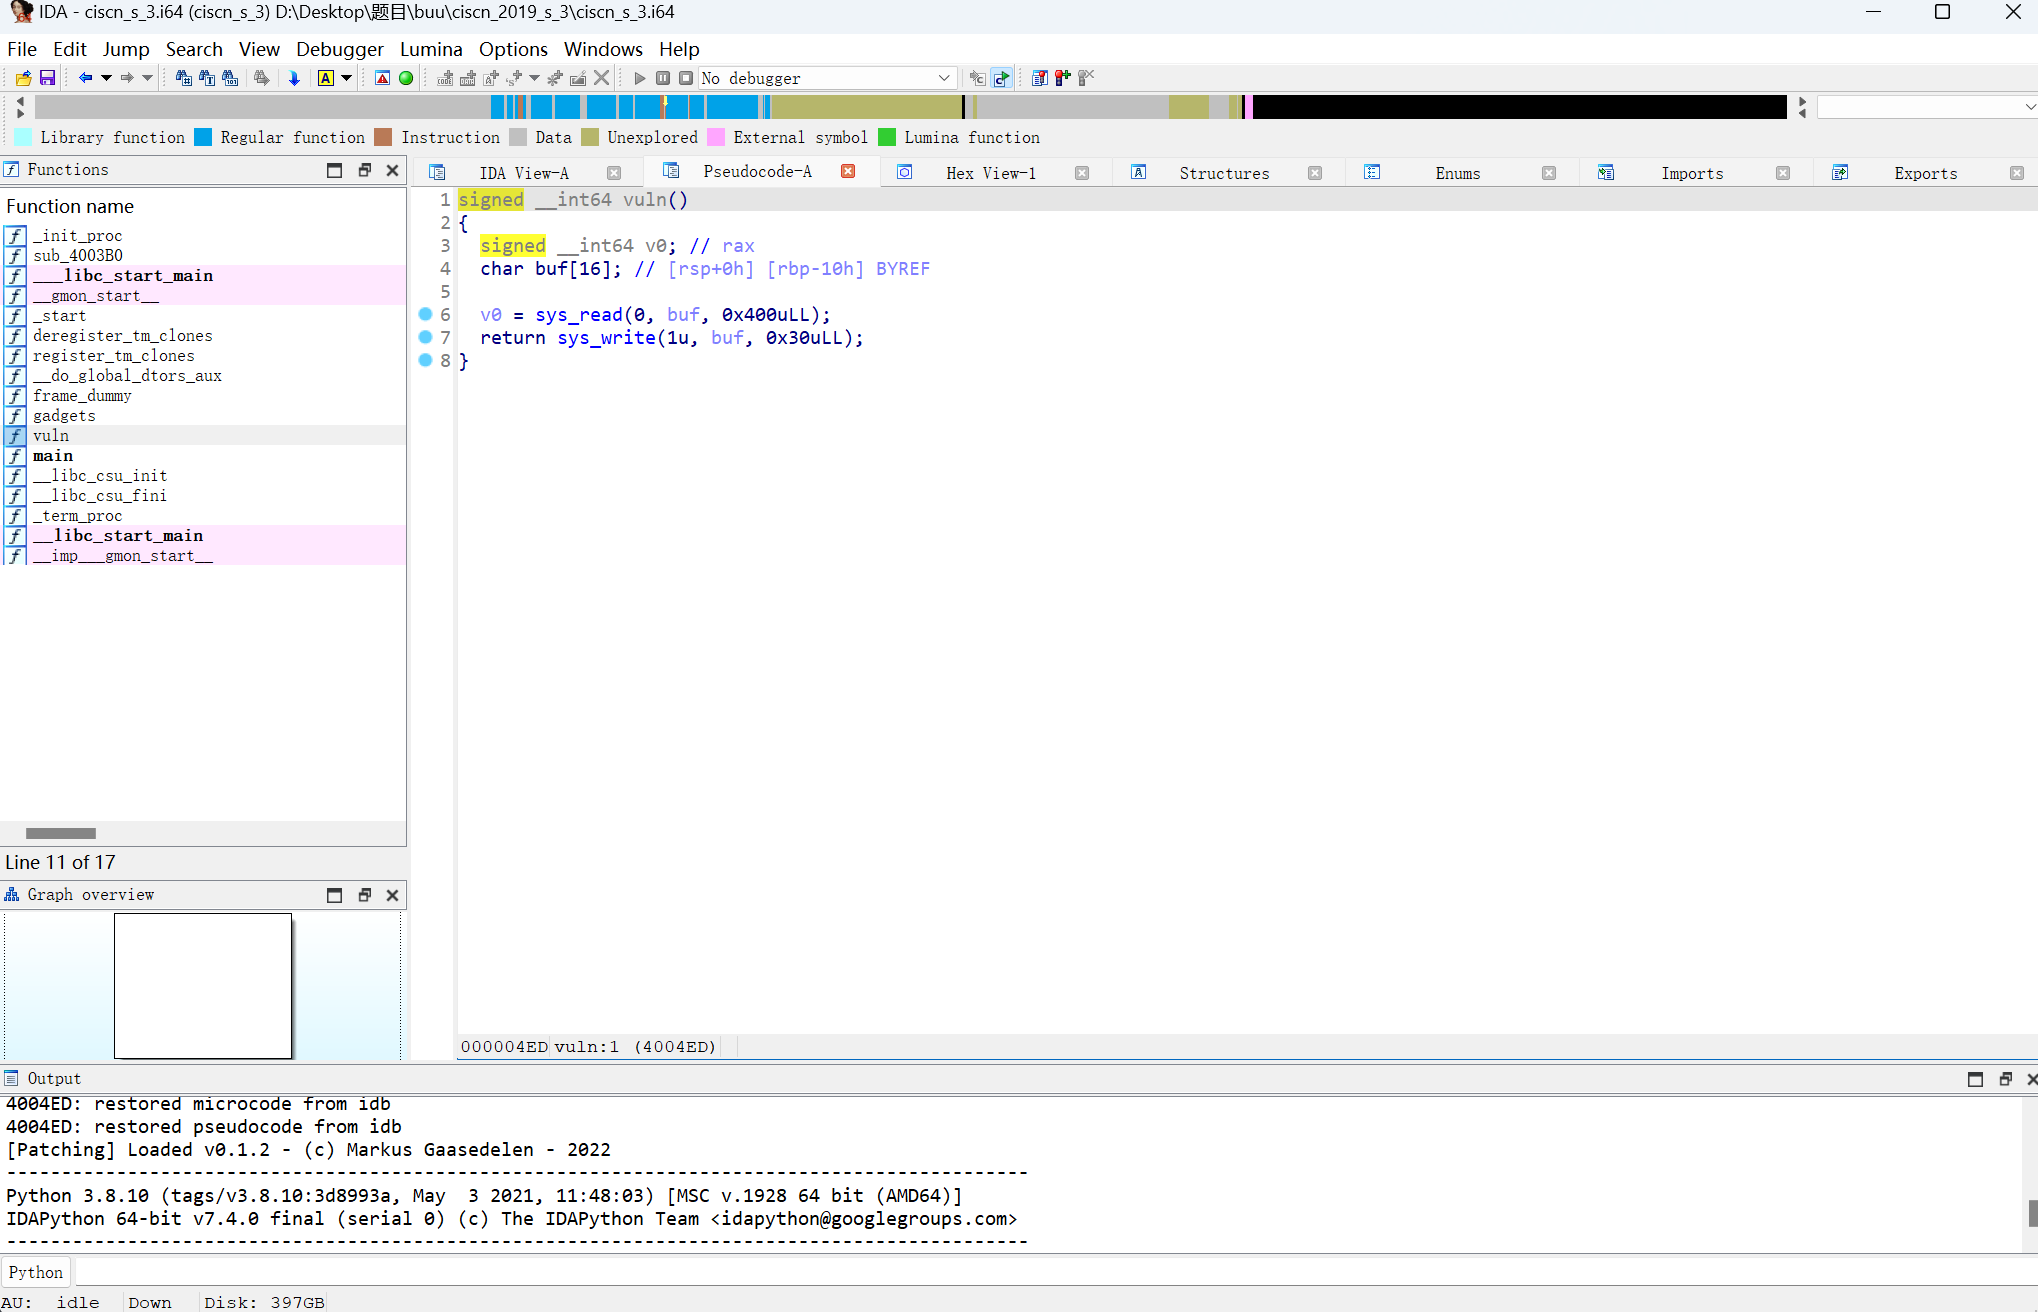 IDA - ciscn_s_3.i64 (ciscn_s_3) D:\Desktop\题目\buu\ciscn_2019_s_3\ciscn_s_3.i64
File Edit Jump Search View Debugger Lumina Options Windows Help
No debugger
Library function Regular function Instruction Data Unexplored External symbol Lumina function
Functions
Function name
_init_proc
sub_4003B0
___libc_start_main
__gmon_start__
_start
deregister_tm_clones
register_tm_clones
__do_global_dtors_aux
frame_dummy
gadgets
vuln
main
__libc_csu_init
__libc_csu_fini
_term_proc
__libc_start_main
__imp___gmon_start__
Line 11 of 17
Graph overview
IDA View-A Pseudocode-A Hex View-1 Structures Enums Imports Exports
1 signed __int64 vuln()
2 {
3 signed __int64 v0; // rax
4 char buf[16]; // [rsp+0h] [rbp-10h] BYREF
5
6 v0 = sys_read(0, buf, 0x400uLL);
7 return sys_write(1u, buf, 0x30uLL);
8 }
000004ED vuln:1 (4004ED)
Output
4004ED: restored microcode from idb
4004ED: restored pseudocode from idb
[Patching] Loaded v0.1.2 - (c) Markus Gaasedelen - 2022
---------------------------------------------------------------------------------------------
Python 3.8.10 (tags/v3.8.10:3d8993a, May  3 2021, 11:48:03) [MSC v.1928 64 bit (AMD64)]
IDAPython 64-bit v7.4.0 final (serial 0) (c) The IDAPython Team <idapython@googlegroups.com>
---------------------------------------------------------------------------------------------
Python
AU: idle Down Disk: 397GB